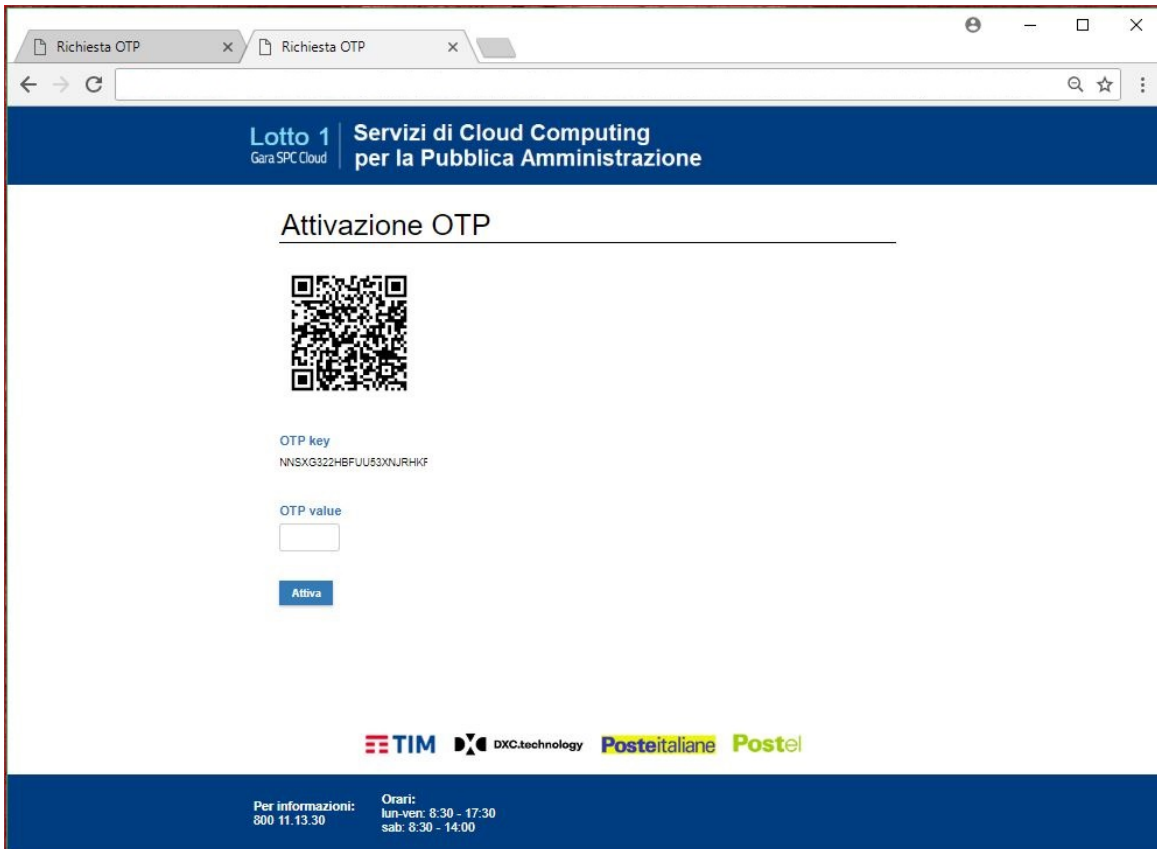 Richiesta OTP
Richiesta OTP
Lotto 1
Gara SPC Cloud
Servizi di Cloud Computing
per la Pubblica Amministrazione
Attivazione OTP
OTP key
NNSXG322HBFUU53XNJRHKF
OTP value
Attiva
TIM DXC.technology Posteitaliane Postel
Per informazioni:
800 11.13.30
Orari:
lun-ven: 8:30 - 17:30
sab: 8:30 - 14:00